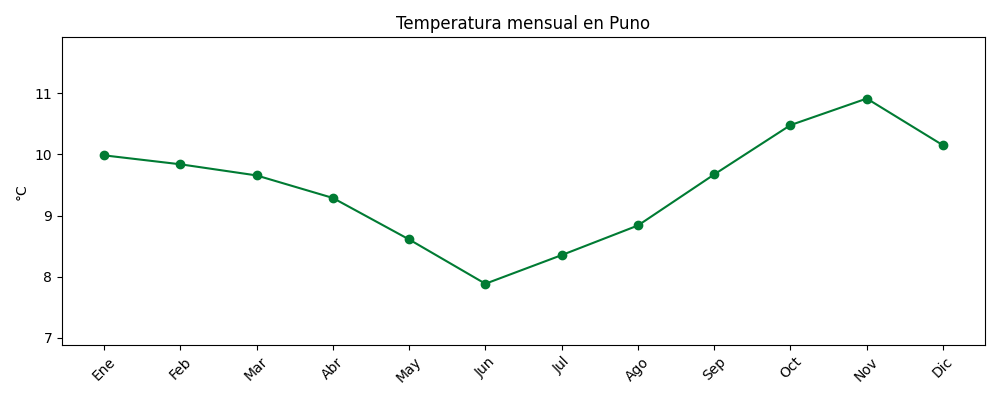 Temperatura mensual en Puno
°C
11
10
9
8
7
Ene
Feb
Mar
Abr
May
Jun
Jul
Ago
Sep
Oct
Nov
Dic